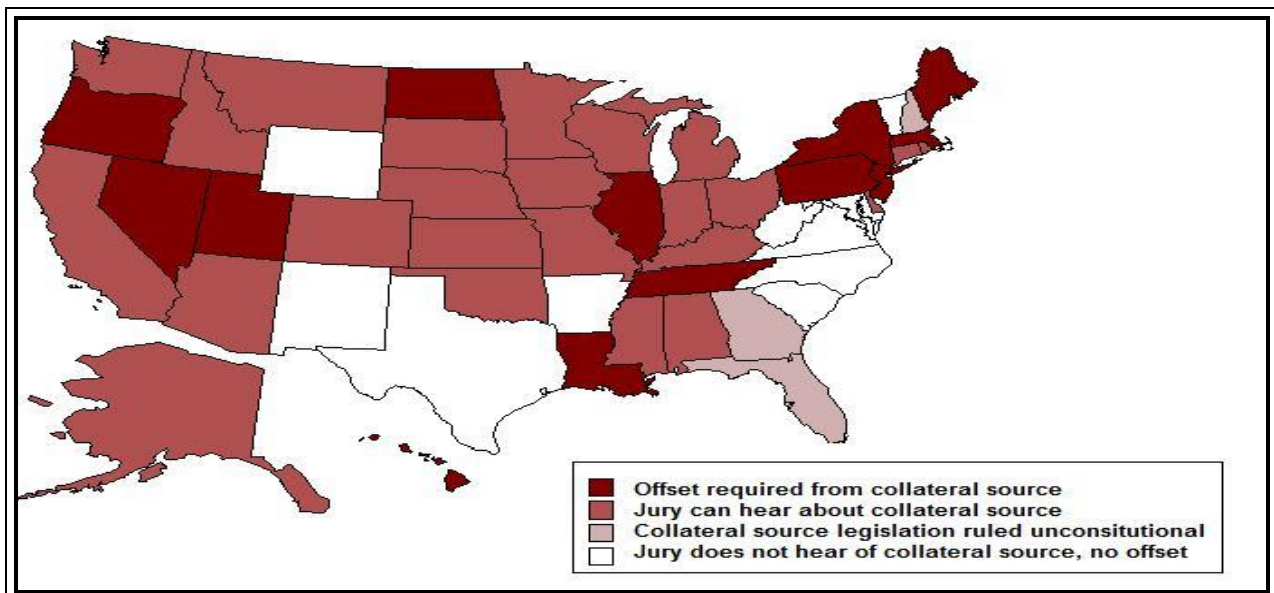 Offset required from collateral source
Jury can hear about collateral source
Collateral source legislation ruled unconsitutional
Jury does not hear of collateral source, no offset